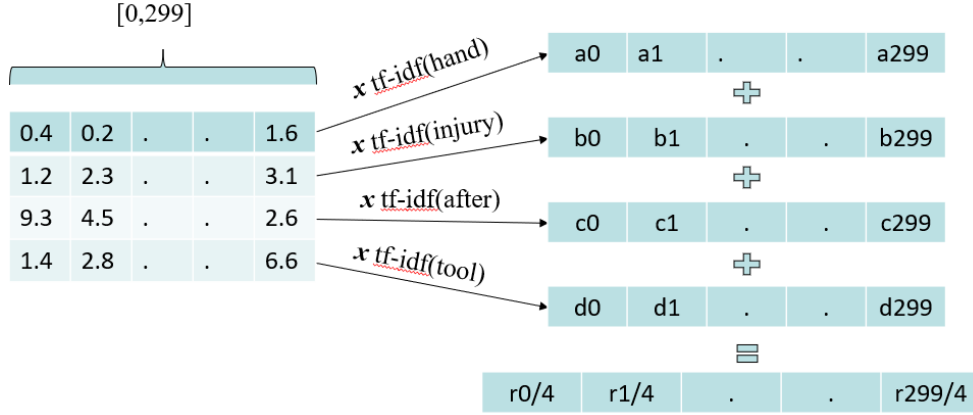 [0,299]
0.4 0.2 . . 1.6
1.2 2.3 . . 3.1
9.3 4.5 . . 2.6
1.4 2.8 . . 6.6
x tf-idf(hand)
x tf-idf(injury)
x tf-idf(after)
x tf-idf(tool)
a0 a1 . . a299
+
b0 b1 . . b299
+
c0 c1 . . c299
+
d0 d1 . . d299
=
r0/4 r1/4 . . r299/4